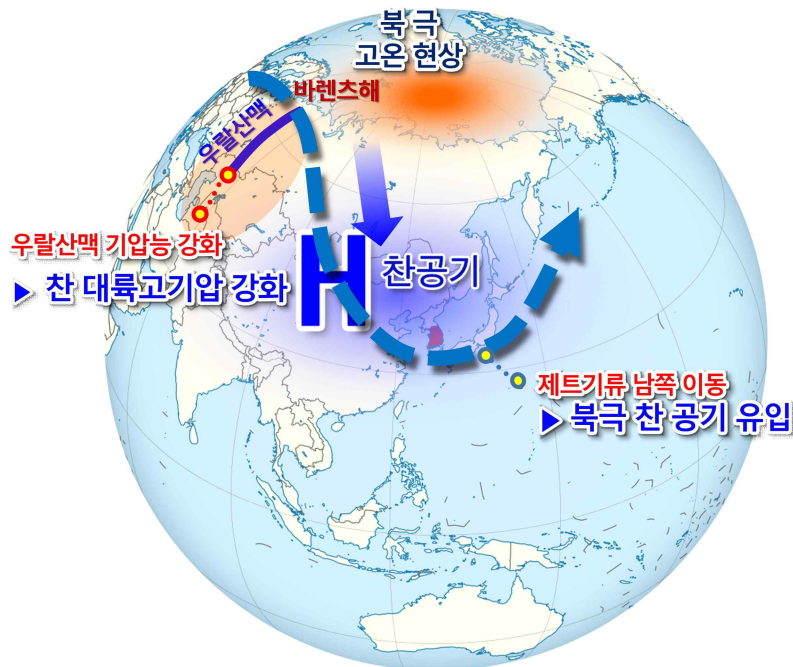 북 극
고온 현상
바렌츠해
우랄산맥
우랄산맥 기압능 강화
▶ 찬 대륙고기압 강화
H
찬공기
제트기류 남쪽 이동
▶ 북극 찬 공기 유입